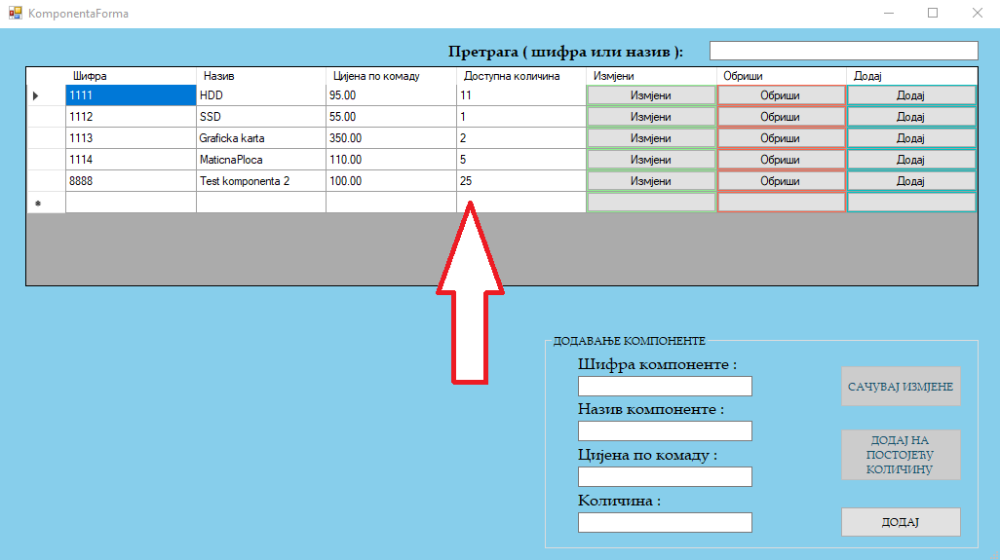 KomponentaForma
Претрага ( шифра или назив ):
Шифра Назив Цијена по комаду Доступна количина Измјени Обриши Додај
1111 HDD 95.00 11 Измјени Обриши Додај
1112 SSD 55.00 1 Измјени Обриши Додај
1113 Graficka karta 350.00 2 Измјени Обриши Додај
1114 MaticnaPloca 110.00 5 Измјени Обриши Додај
8888 Test komponenta 2 100.00 25 Измјени Обриши Додај
ДОДАВАЊЕ КОМПОНЕНТЕ
Шифра компоненте :
САЧУВАЈ ИЗМЈЕНЕ
Назив компоненте :
ДОДАЈ НА
ПОСТОЈЕЋУ
КОЛИЧИНУ
Цијена по комаду :
Количина :
ДОДАЈ